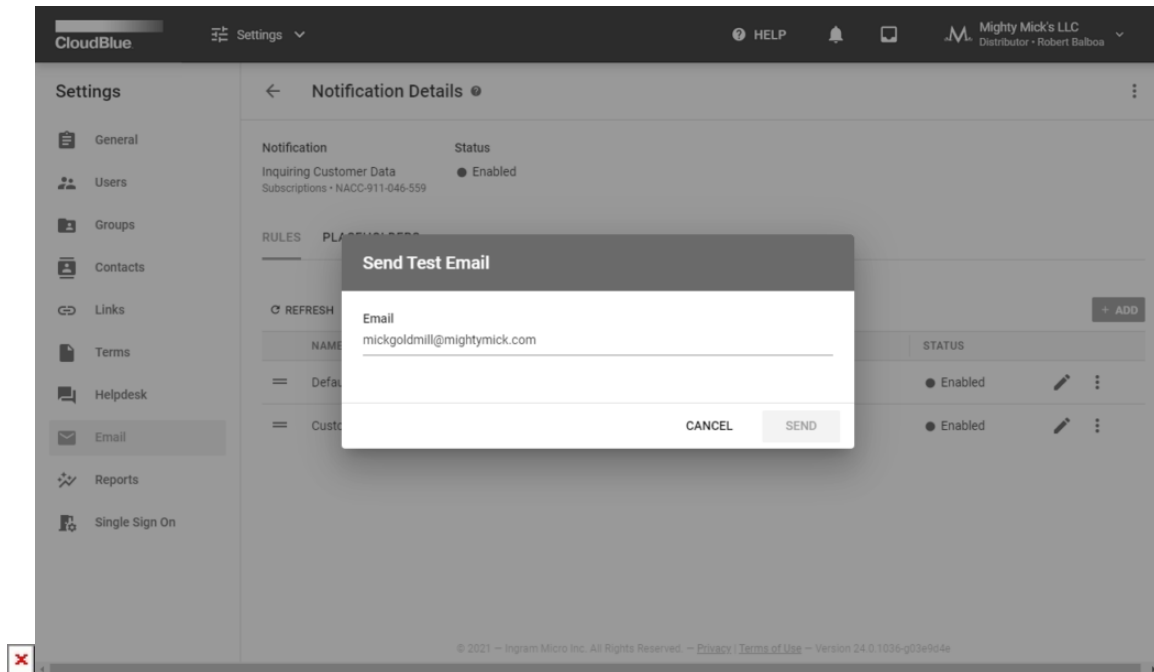 CloudBlue
Settings
HELP
Mighty Mick's LLC
Distributor • Robert Balboa
Settings
General
Users
Groups
Contacts
Links
Terms
Helpdesk
Email
Reports
Single Sign On
Notification Details
Notification
Status
Inquiring Customer Data
Enabled
Subscriptions • NACC-911-046-559
RULES
REFRESH
+ ADD
STATUS
Enabled
Enabled
Send Test Email
Email
mickgoldmill@mightymick.com
CANCEL
SEND
© 2021 – Ingram Micro Inc. All Rights Reserved. – Privacy | Terms of Use – Version 24.0.1036-g03e9d4e